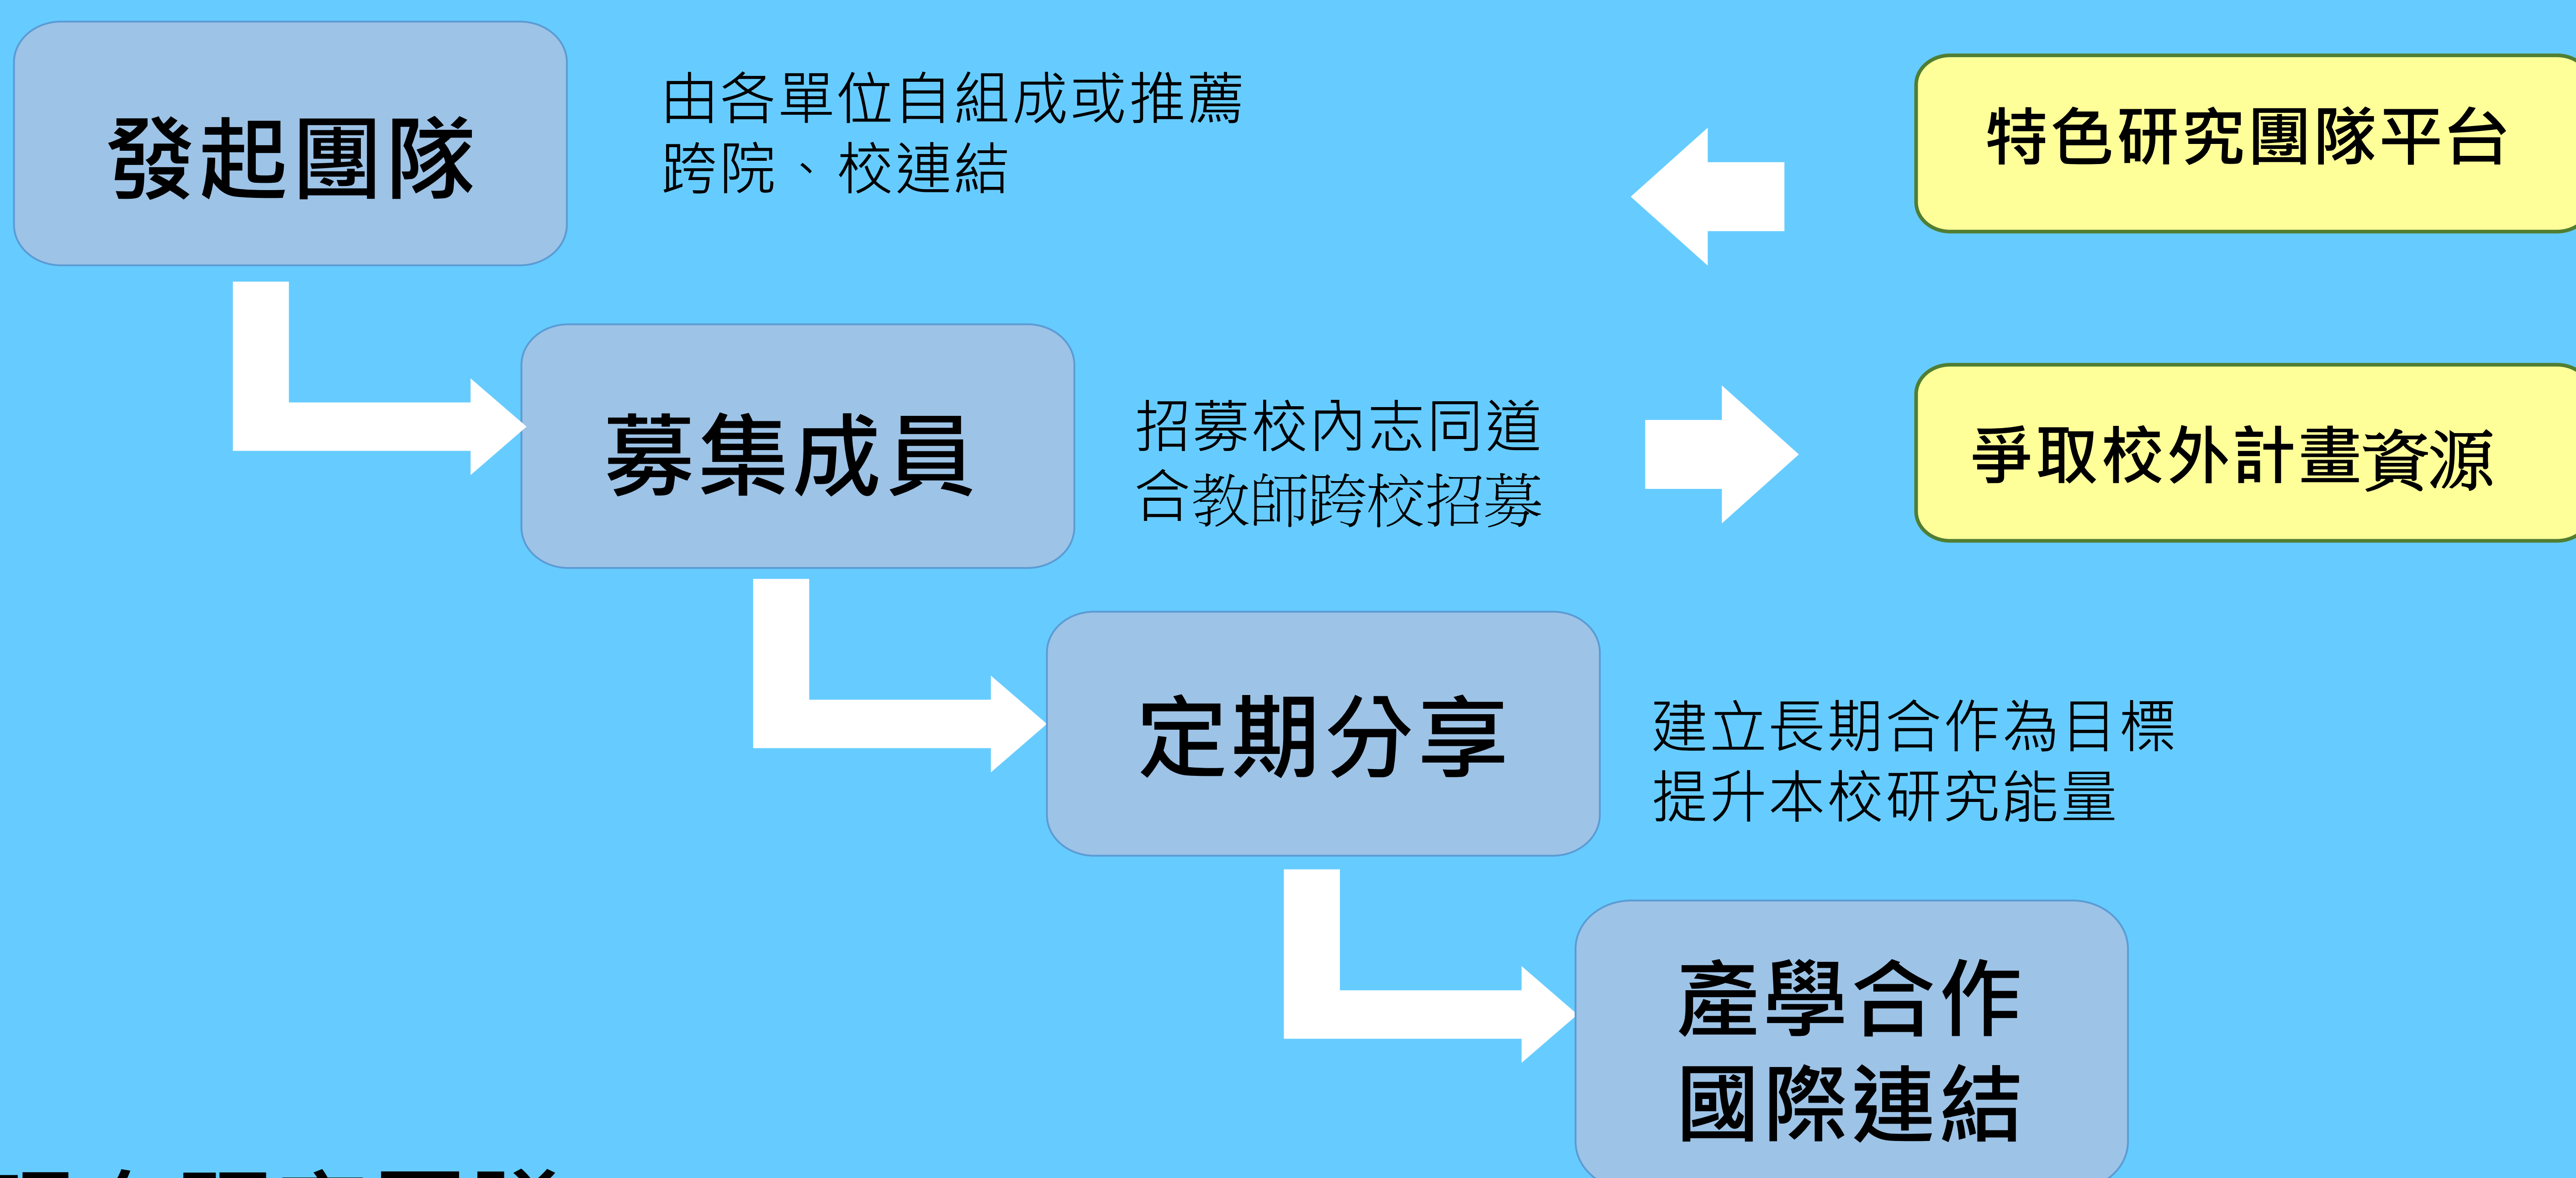 發起團隊
由各單位自組成或推薦
跨院、校連結
特色研究團隊平台
募集成員
招募校內志同道
合教師跨校招募
爭取校外計畫資源
定期分享
建立長期合作為目標
提升本校研究能量
產學合作
國際連結